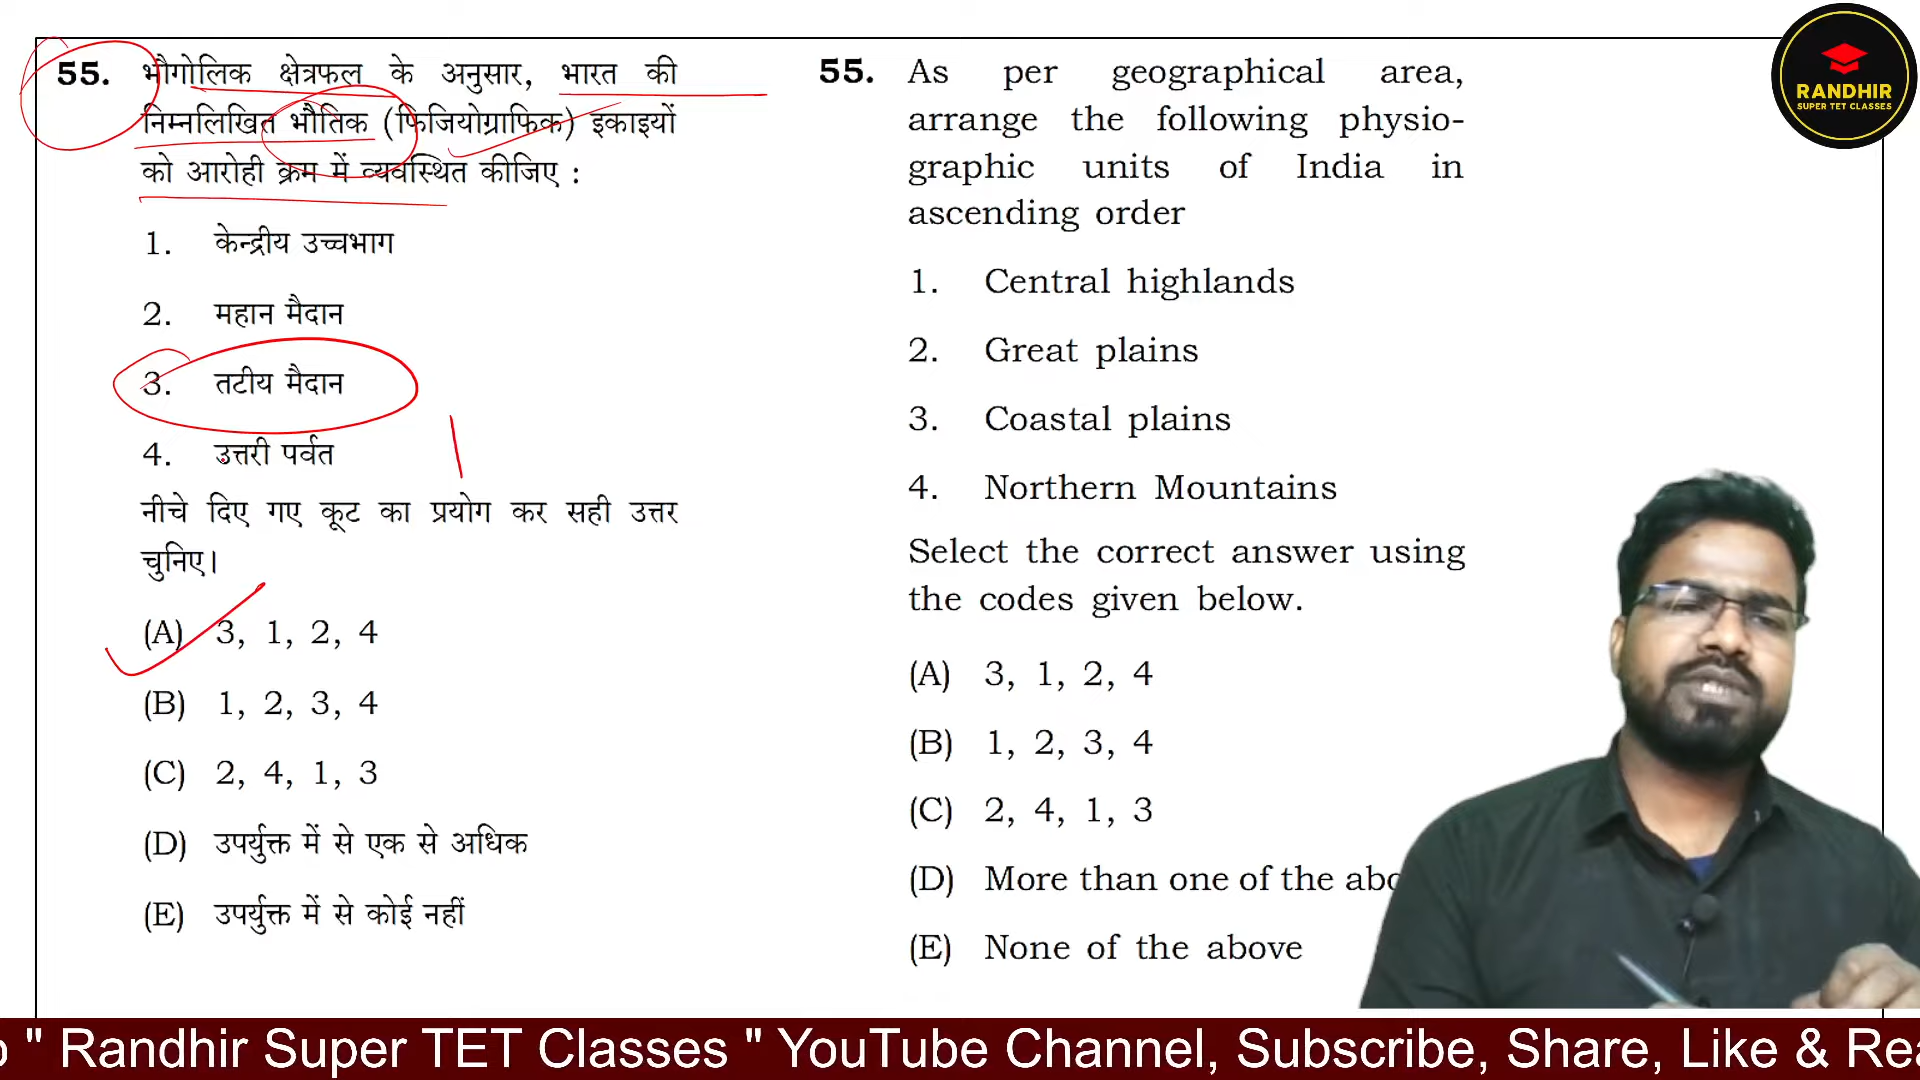 55. भौगोलिक क्षेत्रफल के अनुसार, भारत की
निम्नलिखित भौतिक (फिजियोग्राफिक) इकाइयों
को आरोही क्रम में व्यवस्थित कीजिए :
1. केन्द्रीय उच्चभाग
2. महान मैदान
3. तटीय मैदान
4. उत्तरी पर्वत
नीचे दिए गए कूट का प्रयोग कर सही उत्तर
चुनिए।
(A) 3, 1, 2, 4
(B) 1, 2, 3, 4
(C) 2, 4, 1, 3
(D) उपर्युक्त में से एक से अधिक
(E) उपर्युक्त में से कोई नहीं
55. As per geographical area,
arrange the following physio-
graphic units of India in
ascending order
1. Central highlands
2. Great plains
3. Coastal plains
4. Northern Mountains
Select the correct answer using
the codes given below.
(A) 3, 1, 2, 4
(B) 1, 2, 3, 4
(C) 2, 4, 1, 3
(D) More than one of the
(E) None of the above
RANDHIR
SUPER TET CLASSES
" Randhir Super TET Classes " YouTube Channel, Subscribe, Share, Like &